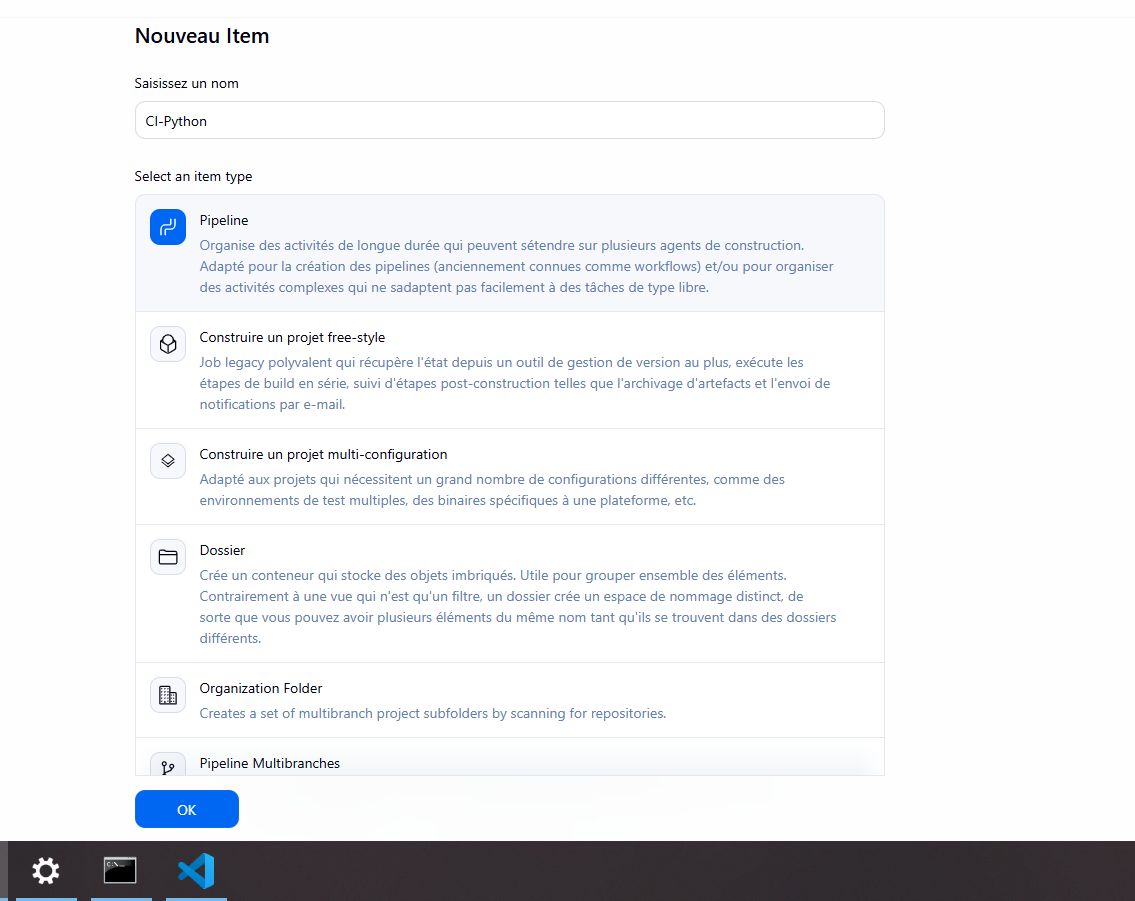 Nouveau Item
Saisissez un nom
CI-Python
Select an item type
Pipeline
Organise des activités de longue durée qui peuvent sétendre sur plusieurs agents de construction.
Adapté pour la création des pipelines (anciennement connues comme workflows) et/ou pour organiser
des activités complexes qui ne sadaptent pas facilement à des tâches de type libre.
Construire un projet free-style
Job legacy polyvalent qui récupère l'état depuis un outil de gestion de version au plus, exécute les
étapes de build en série, suivi d'étapes post-construction telles que l'archivage d'artefacts et l'envoi de
notifications par e-mail.
Construire un projet multi-configuration
Adapté aux projets qui nécessitent un grand nombre de configurations différentes, comme des
environnements de test multiples, des binaires spécifiques à une plateforme, etc.
Dossier
Crée un conteneur qui stocke des objets imbriqués. Utile pour grouper ensemble des éléments.
Contrairement à une vue qui n'est qu'un filtre, un dossier crée un espace de nommage distinct, de
sorte que vous pouvez avoir plusieurs éléments du même nom tant qu'ils se trouvent dans des dossiers
différents.
Organization Folder
Creates a set of multibranch project subfolders by scanning for repositories.
Pipeline Multibranches
OK